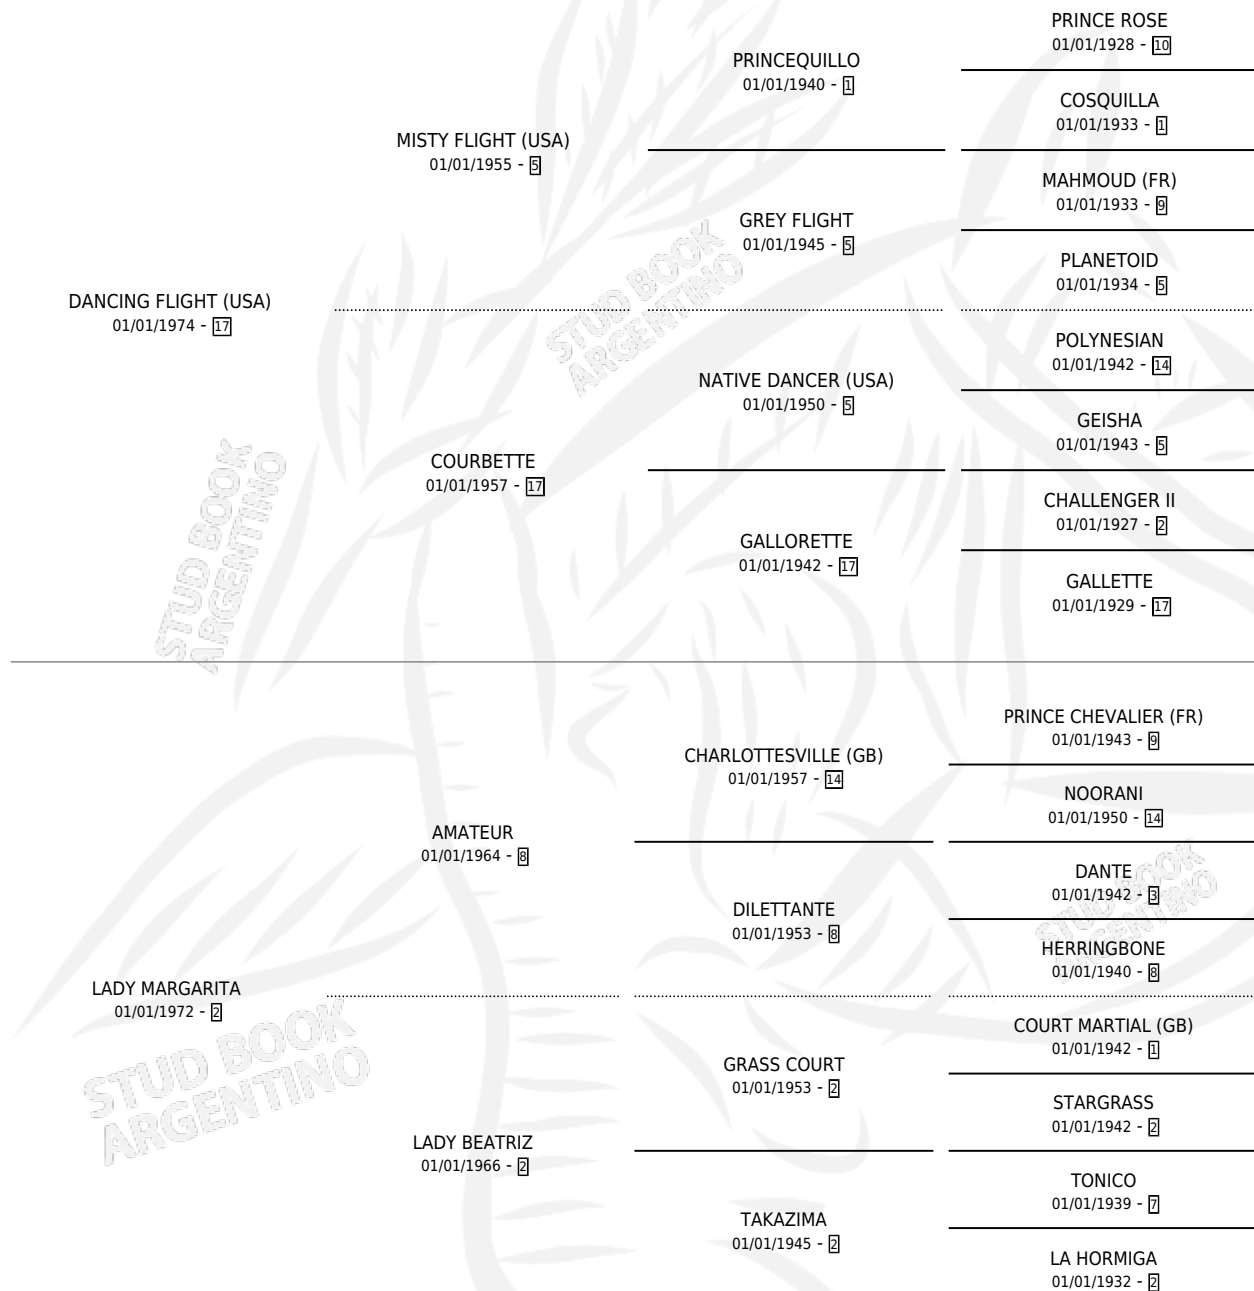 PRINCE ROSE
01/01/1928 - 10
PRINCEQUILLO
01/01/1940 - 1
COSQUILLA
01/01/1933 - 1
MISTY FLIGHT (USA)
01/01/1955 - 5
MAHMOUD (FR)
01/01/1933 - 9
GREY FLIGHT
01/01/1945 - 5
PLANETOID
01/01/1934 - 5
DANCING FLIGHT (USA)
01/01/1974 - 17
STUD BOOK
ARGENTINO
POLYNESIAN
01/01/1942 - 14
NATIVE DANCER (USA)
01/01/1950 - 5
GEISHA
01/01/1943 - 5
COURBETTE
01/01/1957 - 17
CHALLENGER II
01/01/1927 - 2
GALLORETTE
01/01/1942 - 17
GALLETTE
01/01/1929 - 17
STUD BOOK
ARGENTINO
PRINCE CHEVALIER (FR)
01/01/1943 - 9
CHARLOTTESVILLE (GB)
01/01/1957 - 14
NOORANI
01/01/1950 - 14
AMATEUR
01/01/1964 - 8
DANTE
01/01/1942 - 3
DILETTANTE
01/01/1953 - 8
STUD BOOK
ARGENTINO
HERRINGBONE
01/01/1940 - 8
LADY MARGARITA
01/01/1972 - 2
COURT MARTIAL (GB)
01/01/1942 - 1
GRASS COURT
01/01/1953 - 2
STUD BOOK
ARGENTINO
STARGRASS
01/01/1942 - 2
LADY BEATRIZ
01/01/1966 - 2
TONICO
01/01/1939 - 7
TAKAZIMA
01/01/1945 - 2
LA HORMIGA
01/01/1932 - 2